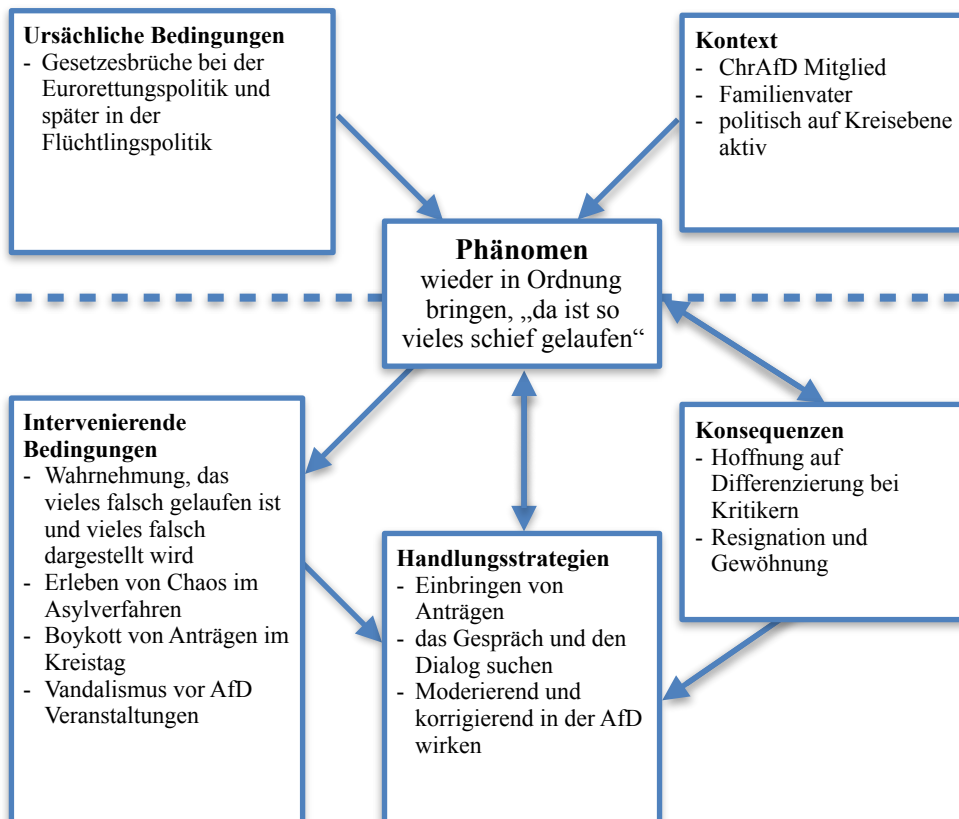 Ursächliche Bedingungen
- Gesetzesbrüche bei der
Eurorettungspolitik und
später in der
Flüchtlingspolitik
Kontext
- ChrAfD Mitglied
- Familienvater
- politisch auf Kreisebene
aktiv
Phänomen
wieder in Ordnung
bringen, „da ist so
vieles schief gelaufen“
Intervenierende
Bedingungen
- Wahrnehmung, das
vieles falsch gelaufen ist
und vieles falsch
dargestellt wird
- Erleben von Chaos im
Asylverfahren
- Boykott von Anträgen im
Kreistag
- Vandalismus vor AfD
Veranstaltungen
Handlungsstrategien
- Einbringen von
Anträgen
- das Gespräch und den
Dialog suchen
- Moderierend und
korrigierend in der AfD
wirken
Konsequenzen
- Hoffnung auf
Differenzierung bei
Kritikern
- Resignation und
Gewöhnung